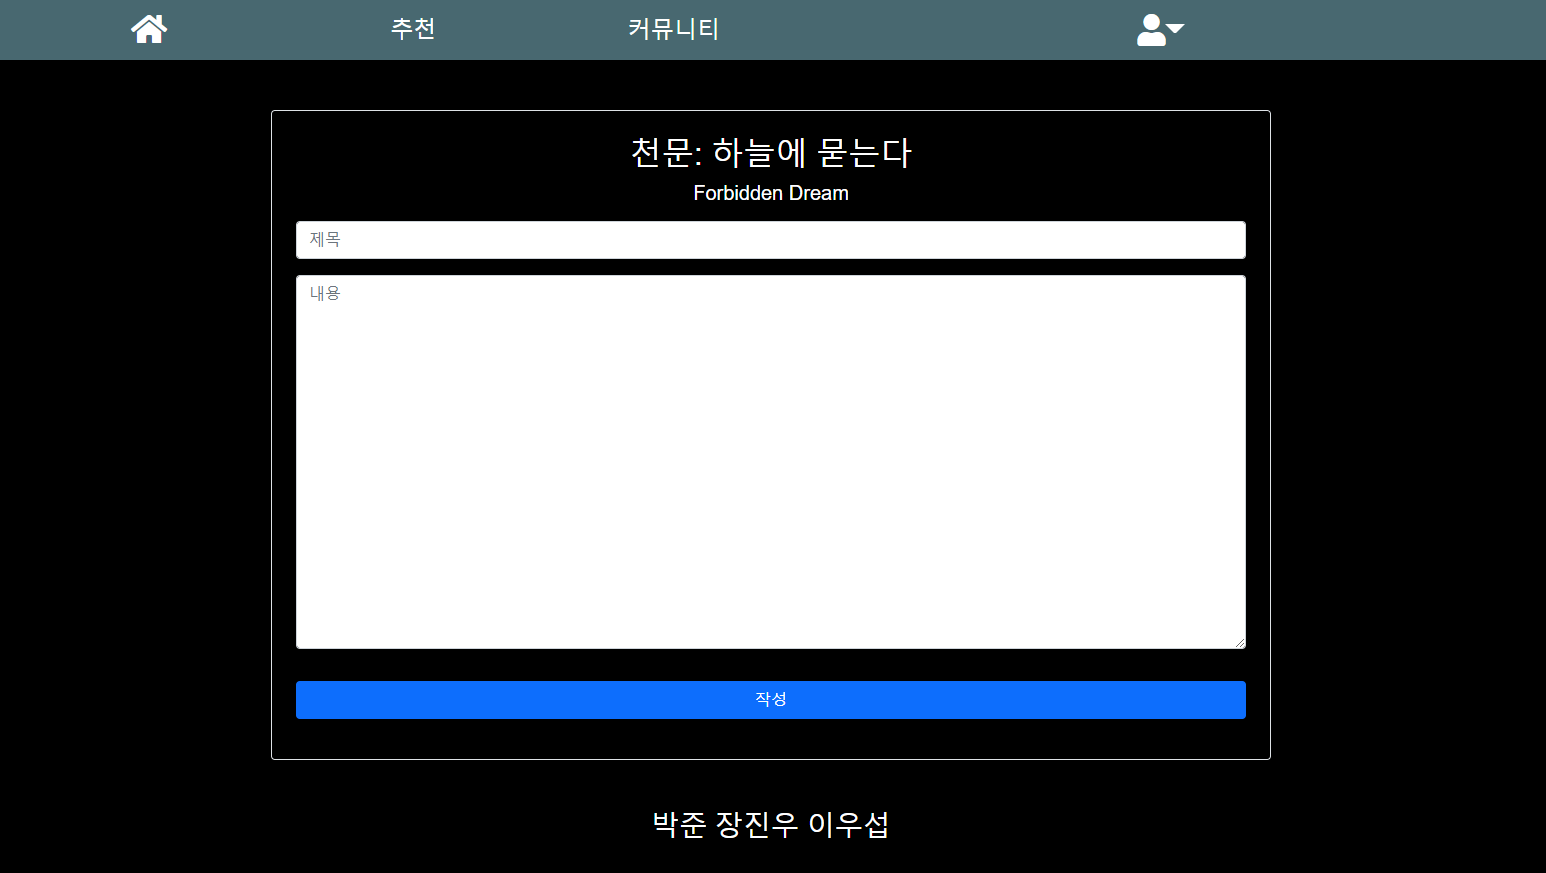 추천 커뮤니티
천문: 하늘에 묻는다
Forbidden Dream
제목
내용
작성
박준 장진우 이우섭